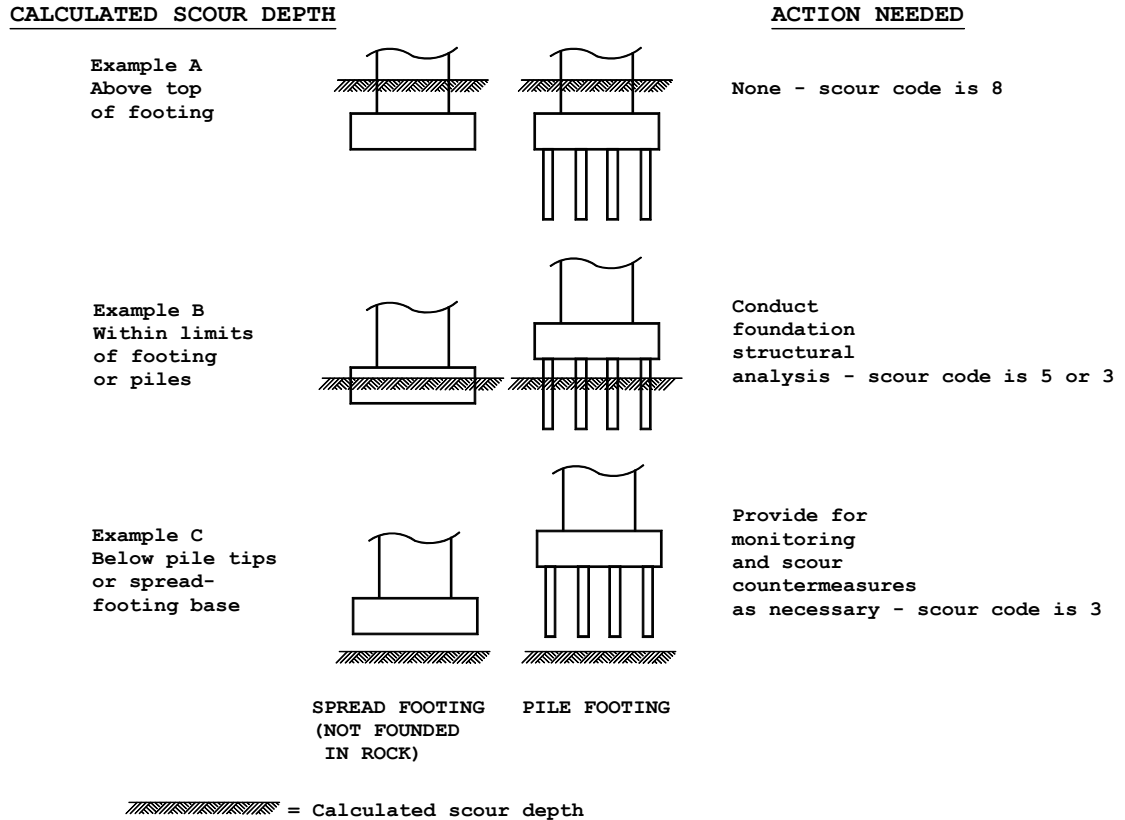 CALCULATED SCOUR DEPTH
ACTION NEEDED
Example A
Above top
of footing
None - scour code is 8
Example B
Within limits
of footing
or piles
Conduct
foundation
structural
analysis - scour code is 5 or 3
Example C
Below pile tips
or spread-
footing base
Provide for
monitoring
and scour
countermeasures
as necessary - scour code is 3
SPREAD FOOTING
(NOT FOUNDED
IN ROCK)
PILE FOOTING
= Calculated scour depth